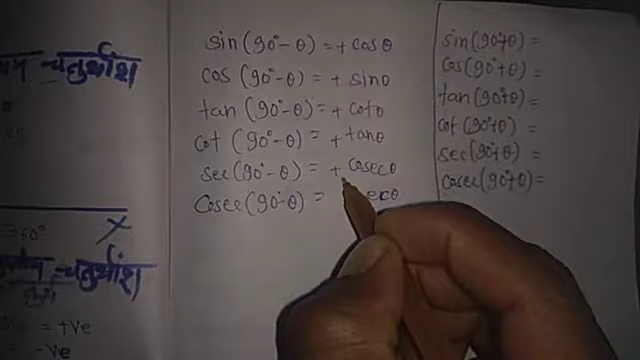 चतुर्थांश
sin(90°-θ)=+ cosθ
cos (90°-θ) = + sinθ
tan(90°-θ)=+ cotθ
cot (90°-θ) = + tanθ
sec(90°-θ) = + cosecθ
Cosec(90°-θ) =
sin(90°+θ) =
cos(90°+θ) =
tan(90°+θ) =
cot(90°+θ) =
sec(90°+θ) =
cosec(90°+θ)=
360°
चतुर्थांश
= +ve
= -ve